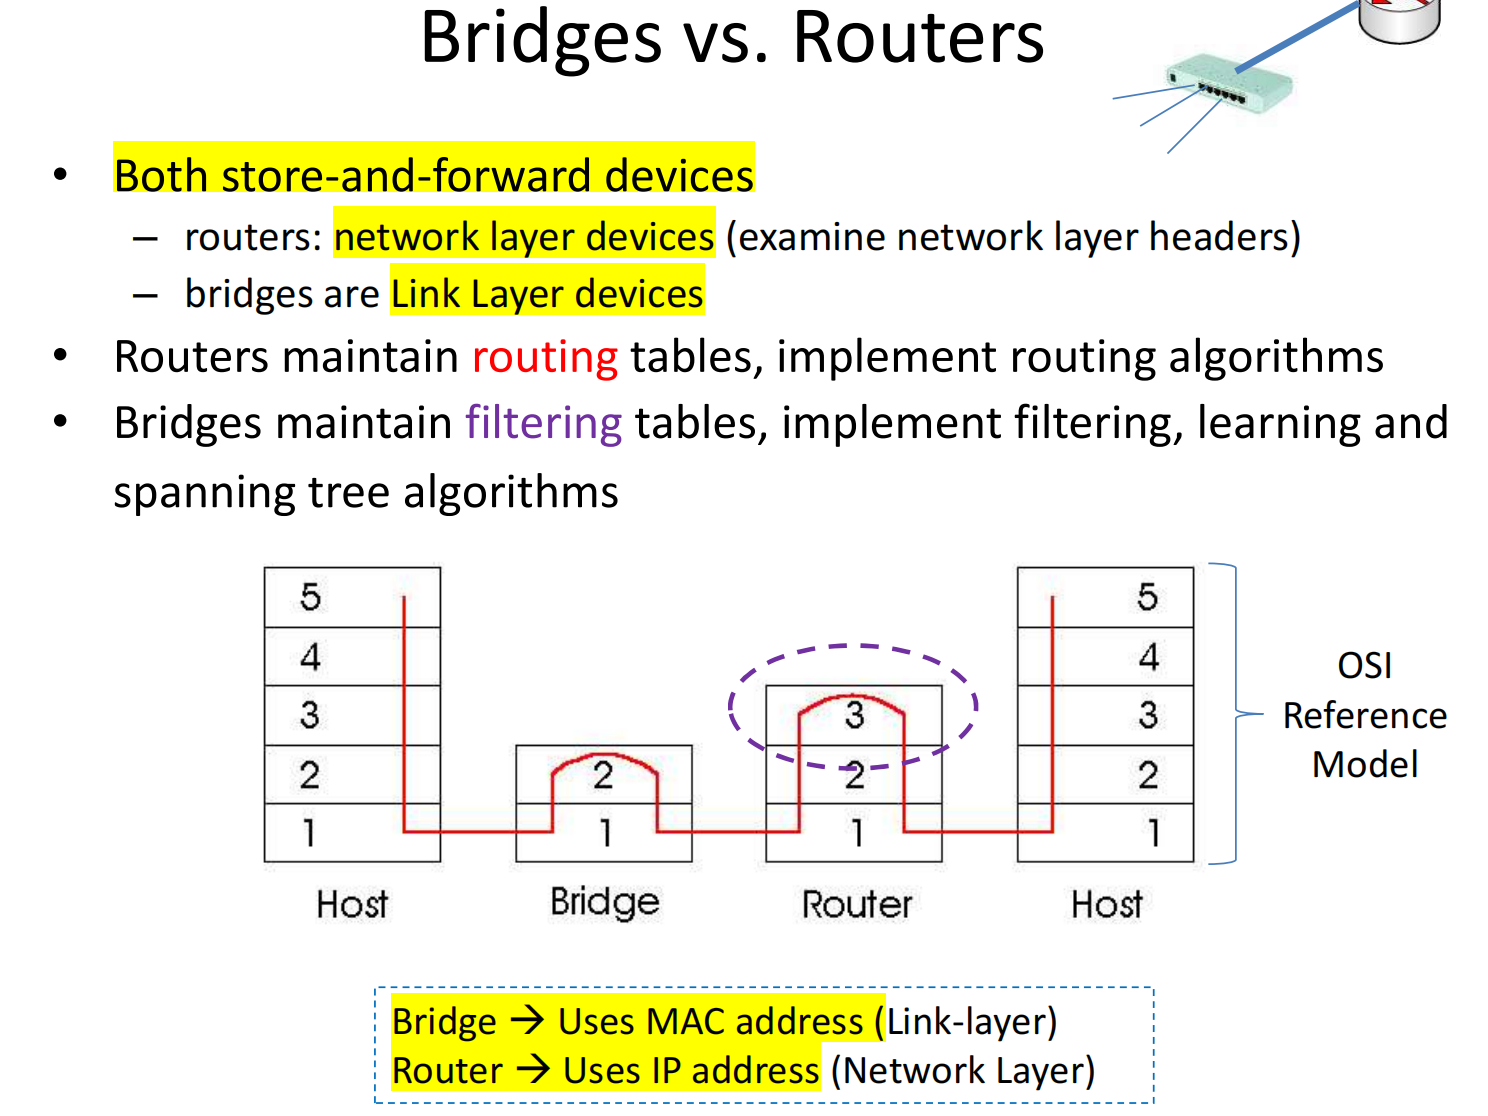 Bridges vs. Routers
• Both store-and-forward devices
– routers: network layer devices (examine network layer headers)
– bridges are Link Layer devices
• Routers maintain routing tables, implement routing algorithms
• Bridges maintain filtering tables, implement filtering, learning and
spanning tree algorithms
5
4
3
2
1
Host
2
1
Bridge
3
2
1
Router
5
4
3
2
1
Host
OSI
Reference
Model
Bridge → Uses MAC address (Link-layer)
Router → Uses IP address (Network Layer)